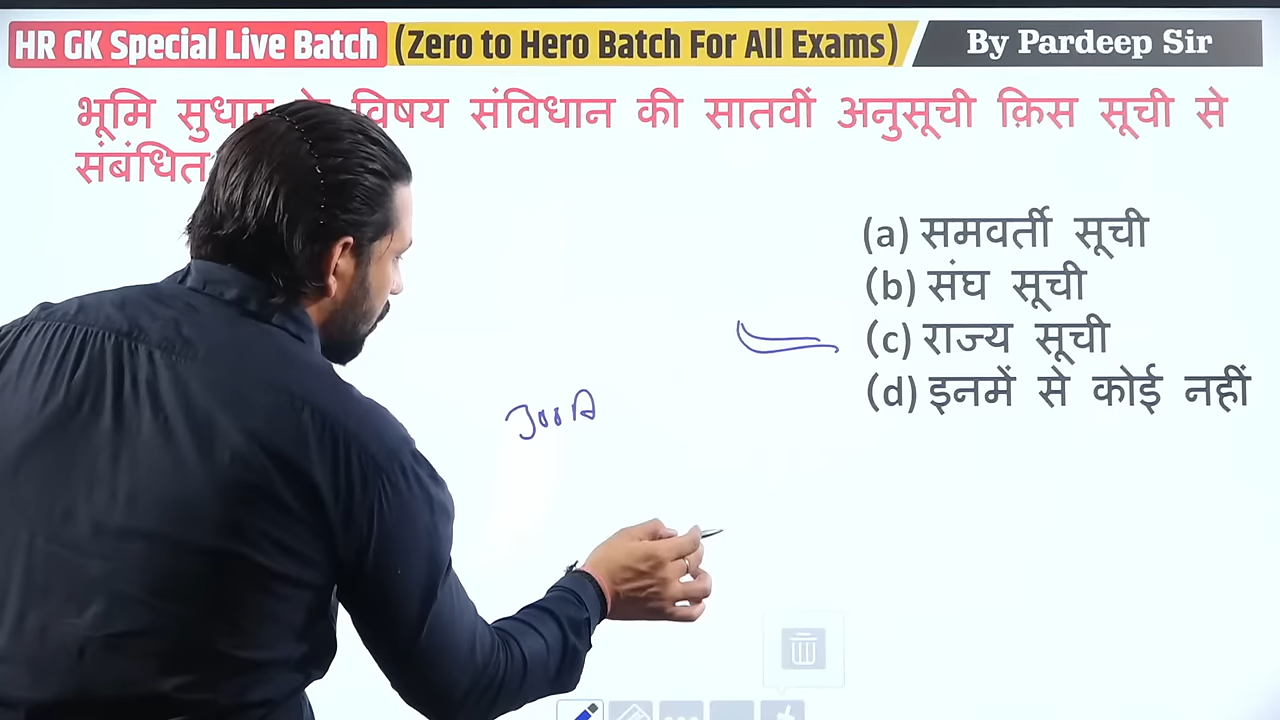 HR GK Special Live Batch (Zero to Hero Batch For All Exams) By Pardeep Sir
भूमि विषय संविधान की सातवीं अनुसूची क़िस सूची से
संबंधित
(a) समवर्ती सूची
(b) संघ सूची
(c) राज्य सूची
(d) इनमें से कोई नहीं